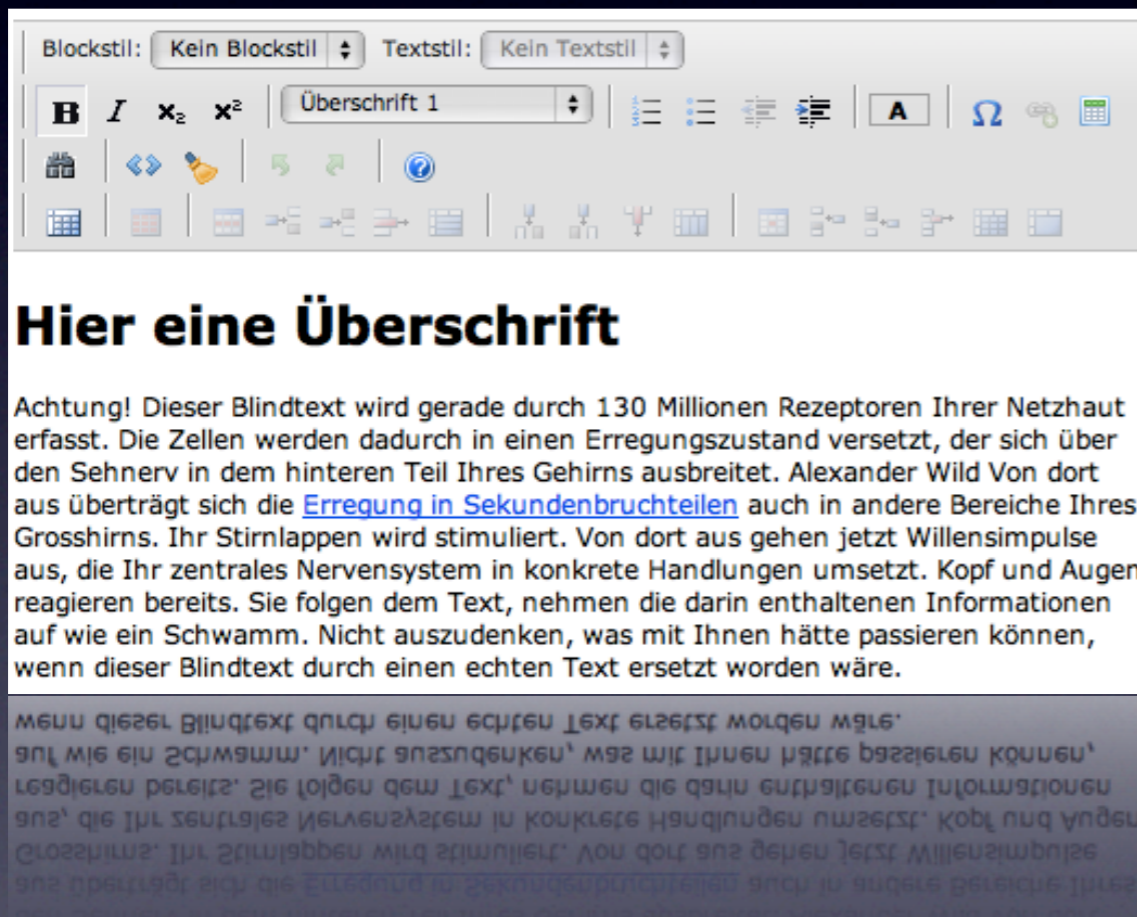 Blockstil: Kein Blockstil Textstil: Kein Textstil
B I x₂ x² Überschrift 1 A Ω
?
Hier eine Überschrift
Achtung! Dieser Blindtext wird gerade durch 130 Millionen Rezeptoren Ihrer Netzhaut
erfasst. Die Zellen werden dadurch in einen Erregungszustand versetzt, der sich über
den Sehnerv in dem hinteren Teil Ihres Gehirns ausbreitet. Alexander Wild Von dort
aus überträgt sich die Erregung in Sekundenbruchteilen auch in andere Bereiche Ihres
Grosshirns. Ihr Stirnlappen wird stimuliert. Von dort aus gehen jetzt Willensimpulse
aus, die Ihr zentrales Nervensystem in konkrete Handlungen umsetzt. Kopf und Augen
reagieren bereits. Sie folgen dem Text, nehmen die darin enthaltenen Informationen
auf wie ein Schwamm. Nicht auszudenken, was mit Ihnen hätte passieren können,
wenn dieser Blindtext durch einen echten Text ersetzt worden wäre.